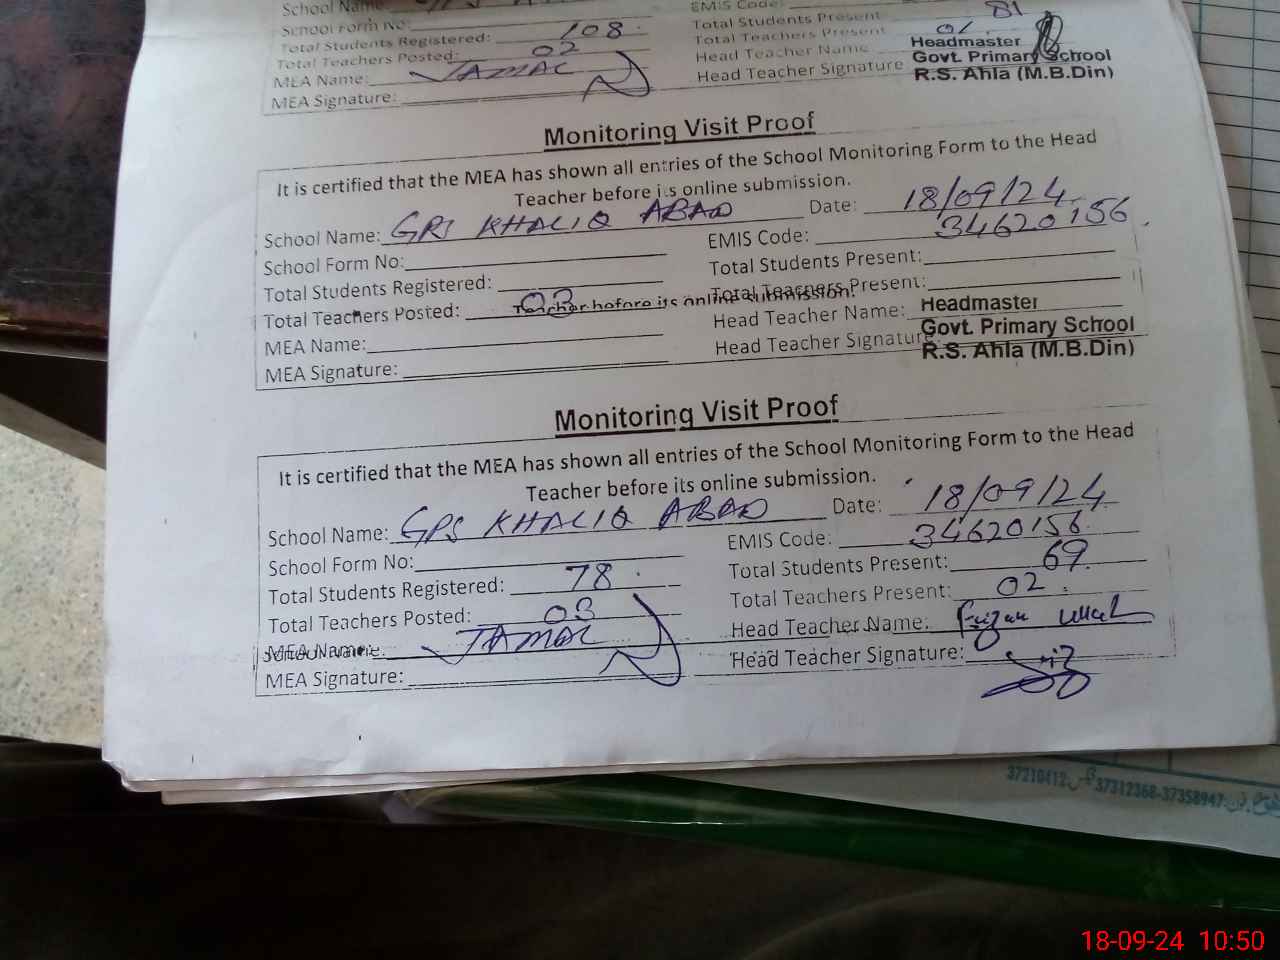 School Name
School Form No:
Total Students Registered: 108
Total Teachers Posted: 02
MEA Name: JAMAL
MEA Signature:
EMIS Code: 81
Total Students Present
Total Teachers Present
Head Teacher Name Headmaster
Govt. Primary School
Head Teacher Signature R.S. Ahla (M.B.Din)
Monitoring Visit Proof
It is certified that the MEA has shown all entries of the School Monitoring Form to the Head
Teacher before its online submission.
School Name: GPS KHALIQ ABAD Date: 18/09/24
School Form No: EMIS Code: 34620156
Total Students Registered: Total Students Present:
Total Teachers Posted: 03 Total Teachers Present:
Teacher before its online submission.
MEA Name: Head Teacher Name: Headmaster
Govt. Primary School
MEA Signature: Head Teacher Signature R.S. Ahla (M.B.Din)
Monitoring Visit Proof
It is certified that the MEA has shown all entries of the School Monitoring Form to the Head
Teacher before its online submission.
School Name: GPS KHALIQ ABAD Date: 18/09/24
School Form No: EMIS Code: 34620156
Total Students Registered: 78 Total Students Present: 69
Total Teachers Posted: 03 Total Teachers Present: 02
MEA Name: JAMAL Head Teacher Name:
MEA Signature: Head Teacher Signature:
37210412 37312368-37358947
18-09-24 10:50